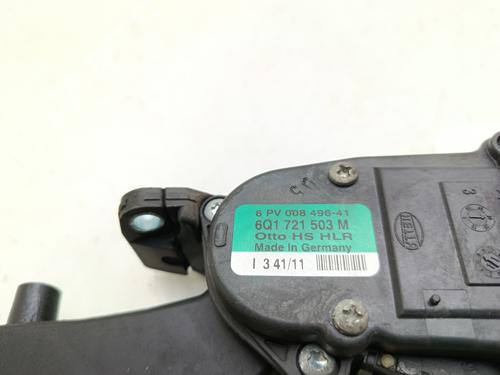 6 PV 008 496-41
6Q1 721 503 M
Otto HS HLR
Made in Germany
I 3 41/11
HELLA